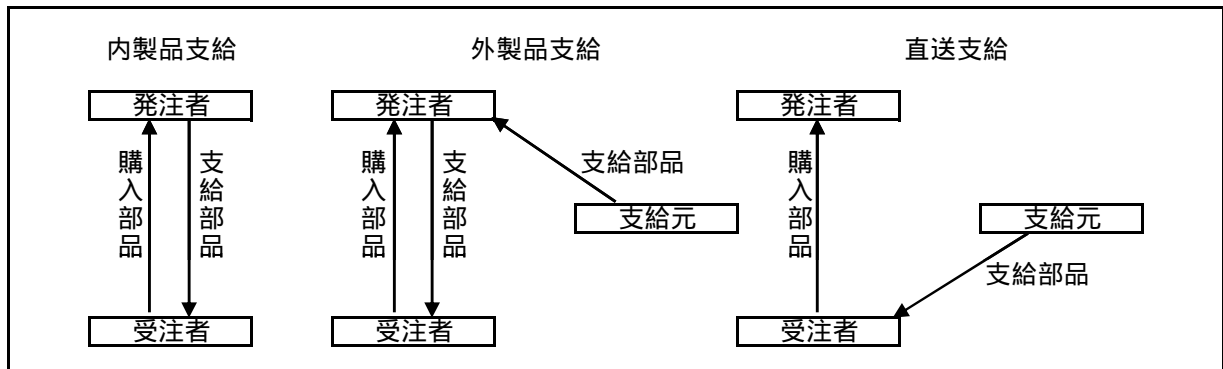 内製品支給
外製品支給
直送支給
発注者
発注者
発注者
購入部品
支給部品
購入部品
支給部品
支給部品
購入部品
支給元
支給元
支給部品
受注者
受注者
受注者